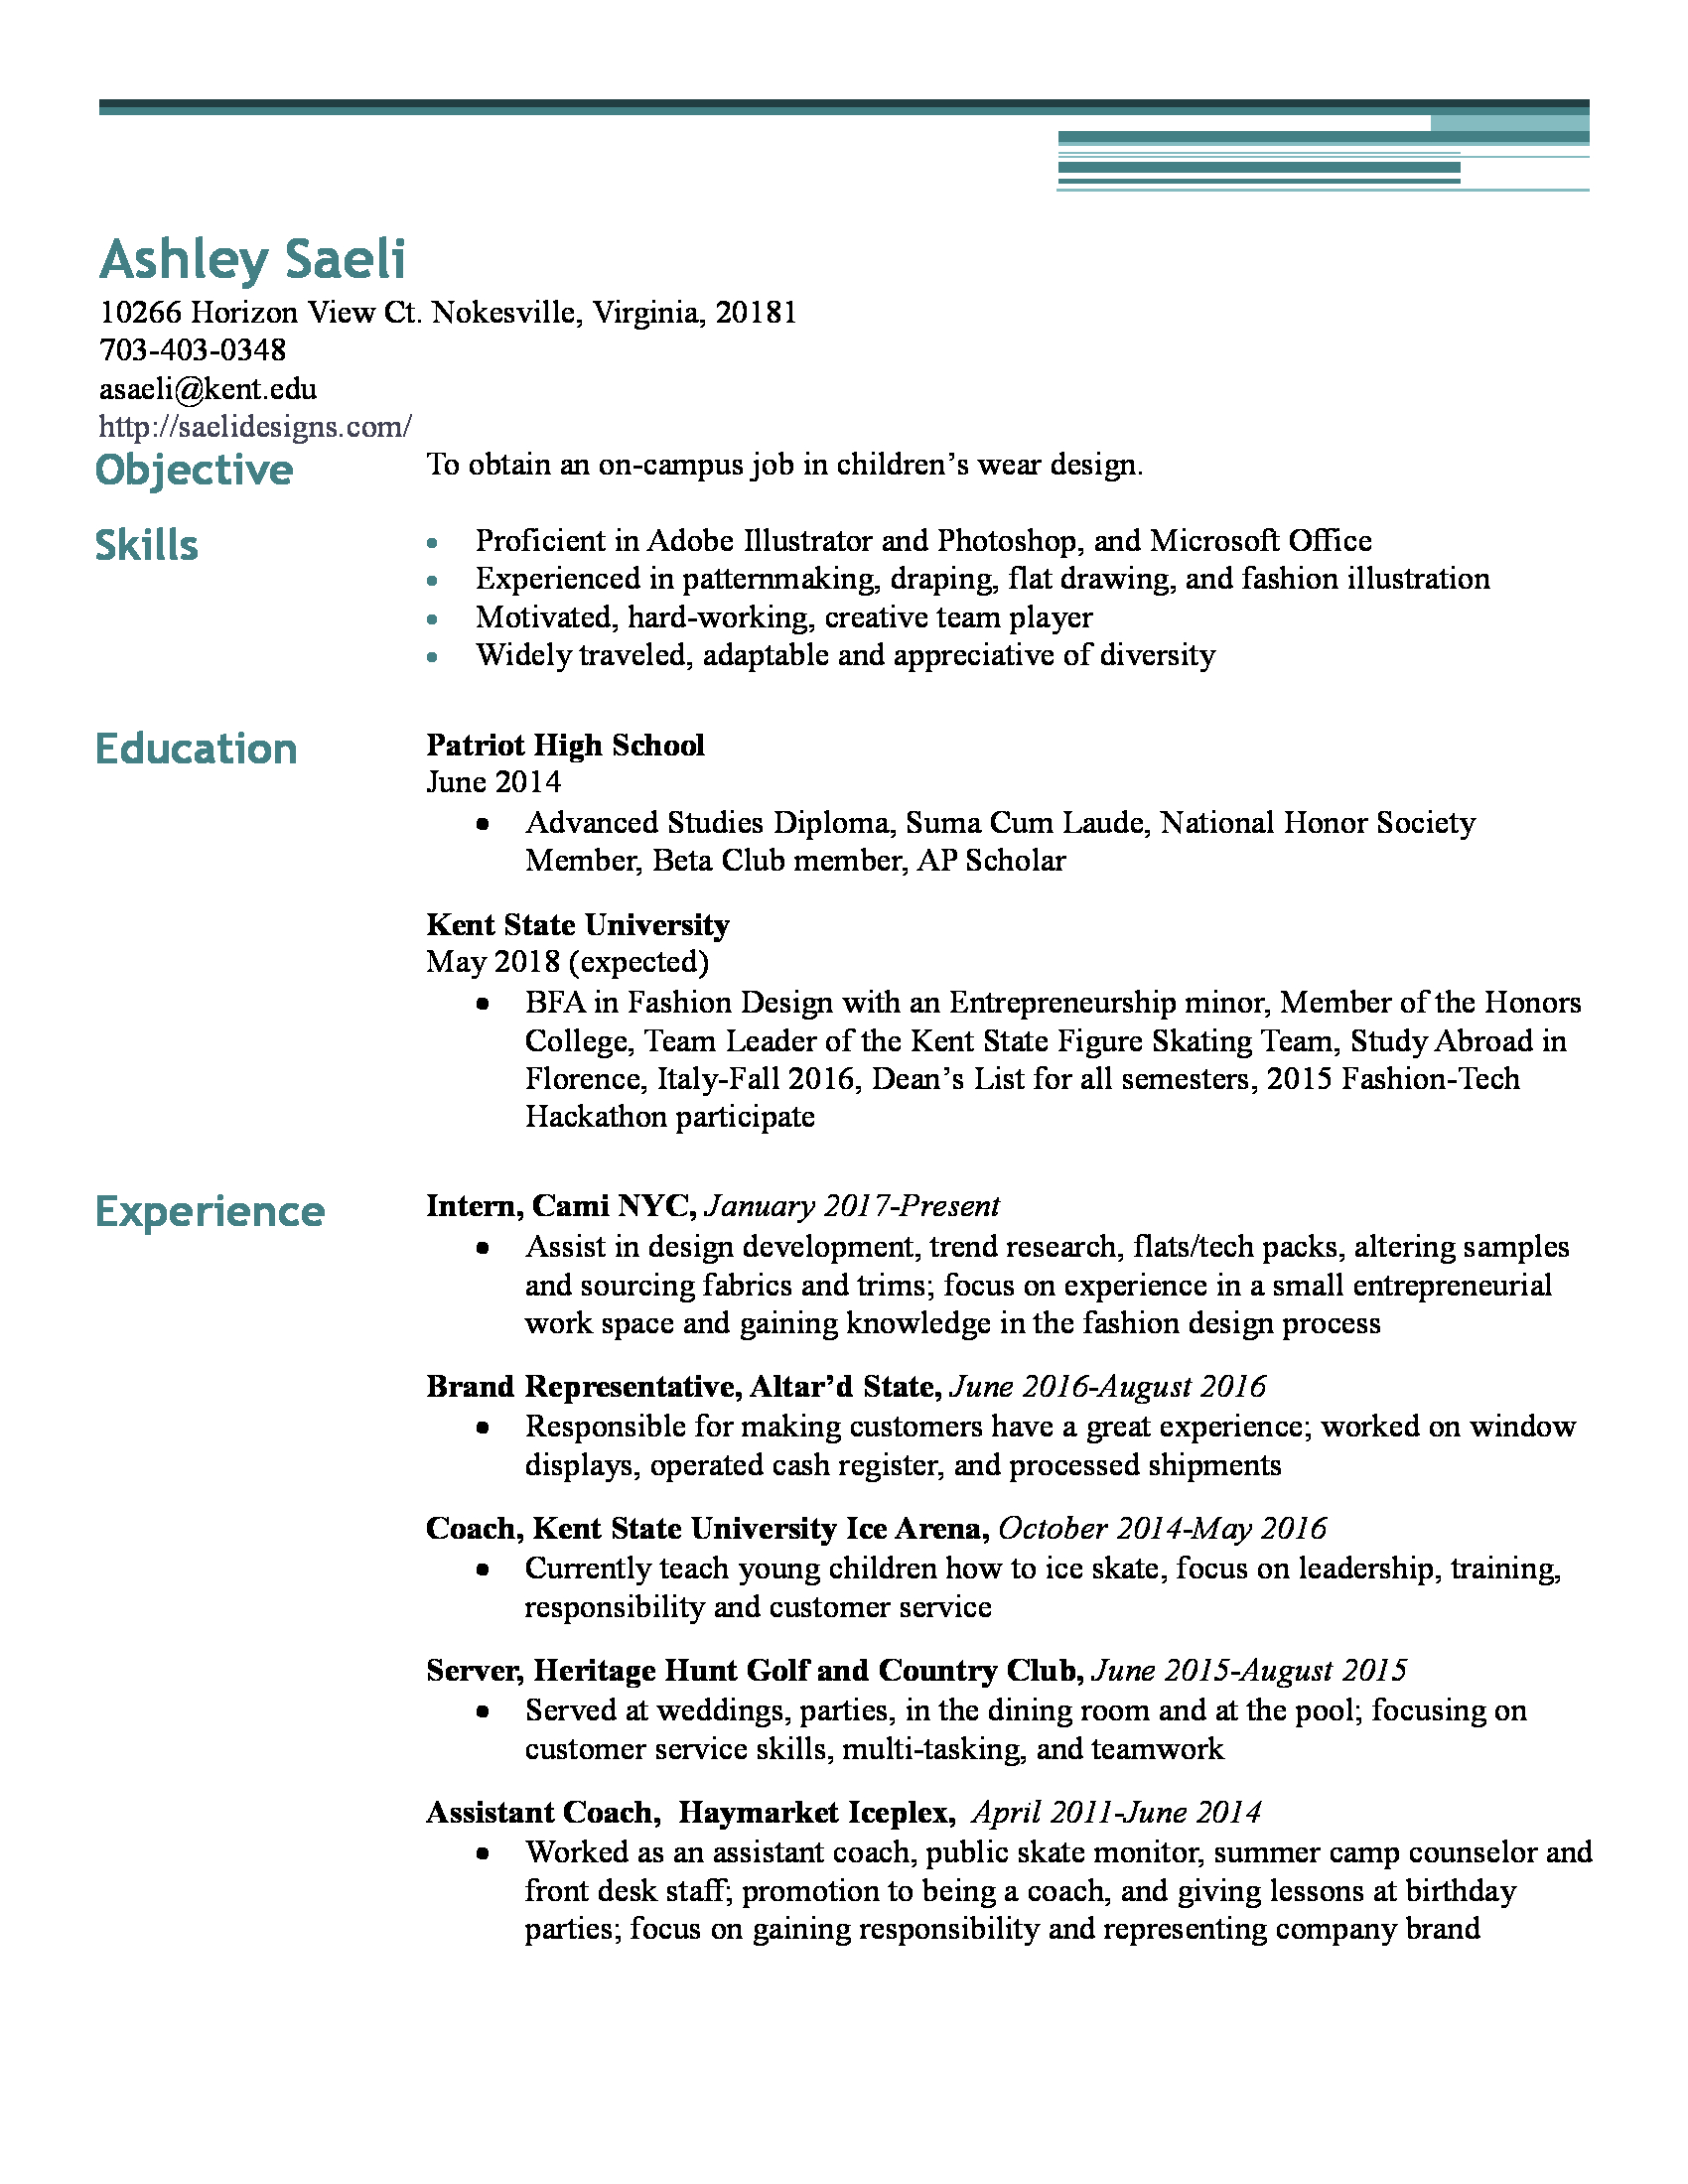 Ashley Saeli
10266 Horizon View Ct. Nokesville, Virginia, 20181
703-403-0348
asaeli@kent.edu
http://saelidesigns.com/
Objective
To obtain an on-campus job in children’s wear design.
Skills
• Proficient in Adobe Illustrator and Photoshop, and Microsoft Office
• Experienced in patternmaking, draping, flat drawing, and fashion illustration
• Motivated, hard-working, creative team player
• Widely traveled, adaptable and appreciative of diversity
Education
Patriot High School
June 2014
• Advanced Studies Diploma, Suma Cum Laude, National Honor Society
Member, Beta Club member, AP Scholar
Kent State University
May 2018 (expected)
• BFA in Fashion Design with an Entrepreneurship minor, Member of the Honors
College, Team Leader of the Kent State Figure Skating Team, Study Abroad in
Florence, Italy-Fall 2016, Dean’s List for all semesters, 2015 Fashion-Tech
Hackathon participate
Experience
Intern, Cami NYC, January 2017-Present
• Assist in design development, trend research, flats/tech packs, altering samples
and sourcing fabrics and trims; focus on experience in a small entrepreneurial
work space and gaining knowledge in the fashion design process
Brand Representative, Altar’d State, June 2016-August 2016
• Responsible for making customers have a great experience; worked on window
displays, operated cash register, and processed shipments
Coach, Kent State University Ice Arena, October 2014-May 2016
• Currently teach young children how to ice skate, focus on leadership, training,
responsibility and customer service
Server, Heritage Hunt Golf and Country Club, June 2015-August 2015
• Served at weddings, parties, in the dining room and at the pool; focusing on
customer service skills, multi-tasking, and teamwork
Assistant Coach, Haymarket Iceplex, April 2011-June 2014
• Worked as an assistant coach, public skate monitor, summer camp counselor and
front desk staff; promotion to being a coach, and giving lessons at birthday
parties; focus on gaining responsibility and representing company brand